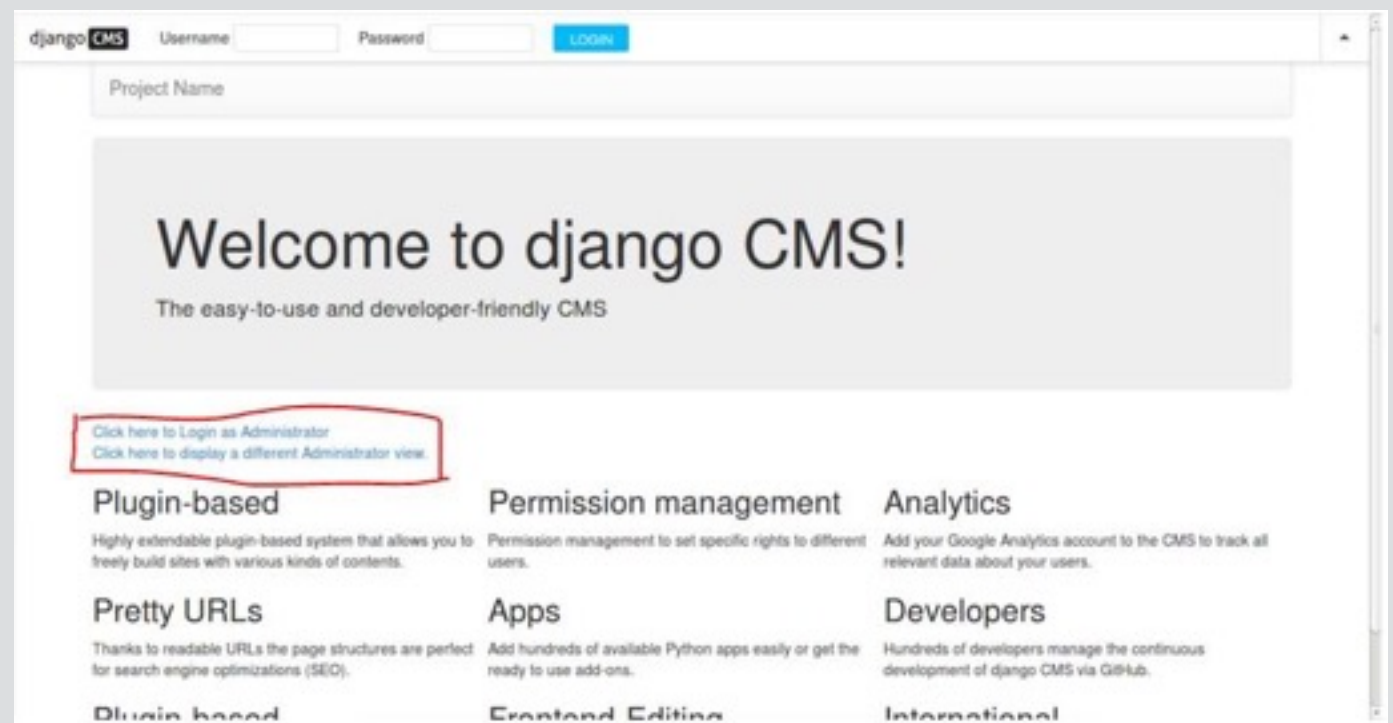 django CMS Username Password LOGIN
Project Name
Welcome to django CMS!
The easy-to-use and developer-friendly CMS
Click here to Login as Administrator
Click here to display a different Administrator view.
Plugin-based
Highly extendable plugin-based system that allows you to
freely build sites with various kinds of contents.
Permission management
Permission management to set specific rights to different
users.
Analytics
Add your Google Analytics account to the CMS to track all
relevant data about your users.
Pretty URLs
Thanks to readable URLs the page structures are perfect
for search engine optimizations (SEO).
Apps
Add hundreds of available Python apps easily or get the
ready to use add-ons.
Developers
Hundreds of developers manage the continuous
development of django CMS via GitHub.
Plugin-based
Frontend Editing
International